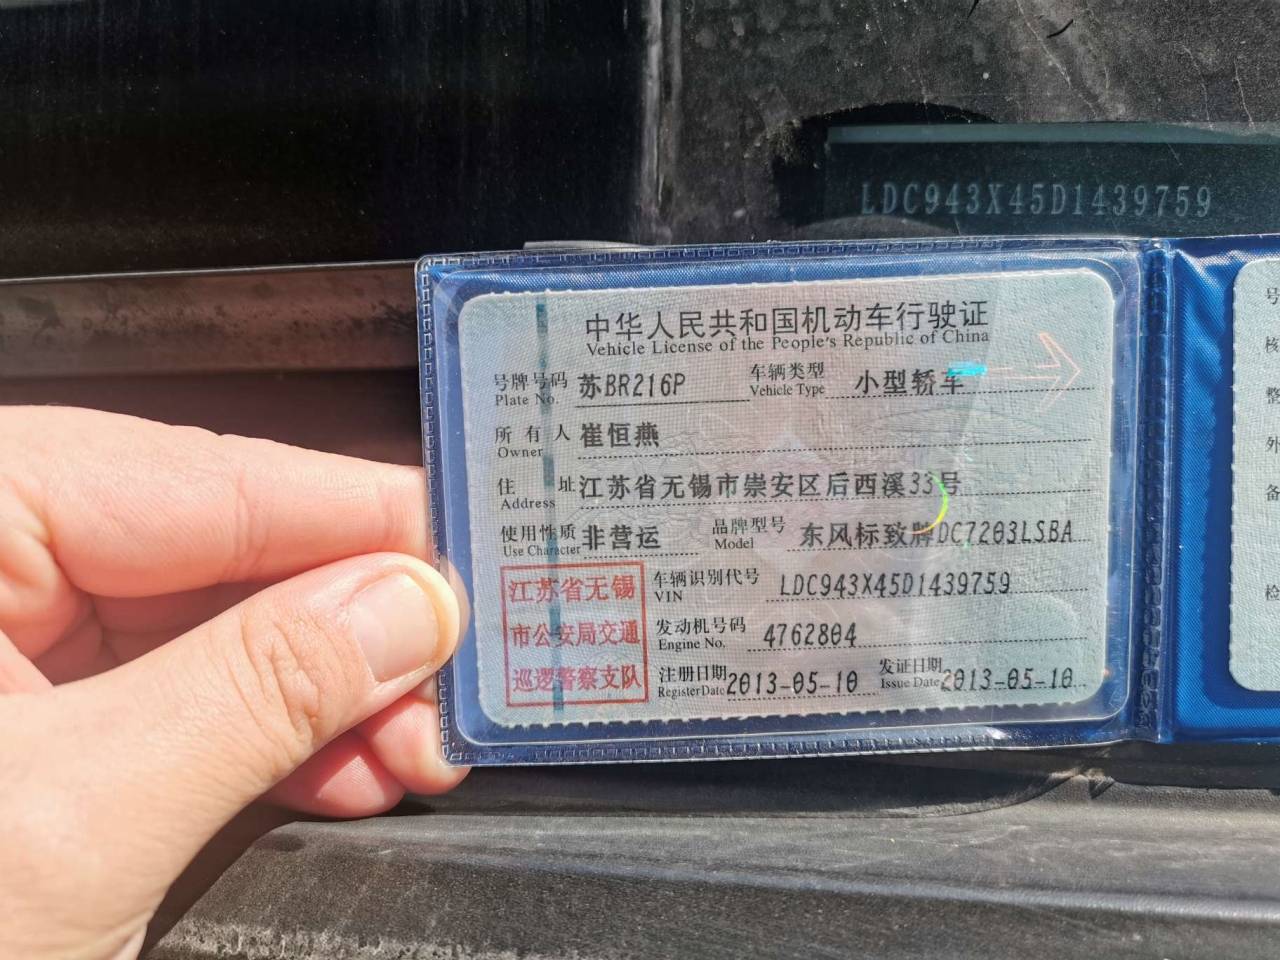 LDC943X45D1439759
中华人民共和国机动车行驶证
Vehicle License of the People's Republic of China
号牌号码 苏BR216P 车辆类型 小型轿车
Plate No. Vehicle Type
所有人 崔恒燕
Owner
住址 江苏省无锡市崇安区后西溪33号
Address
使用性质 非营运 品牌型号 东风标致牌DC7203LSBA
Use Character Model
江苏省无锡
市公安局交通
巡逻警察支队
车辆识别代号 LDC943X45D1439759
VIN
发动机号码 4762804
Engine No.
注册日期 2013-05-10 发证日期 2013-05-10
Register Date Issue Date
号
核
整
外
备
检